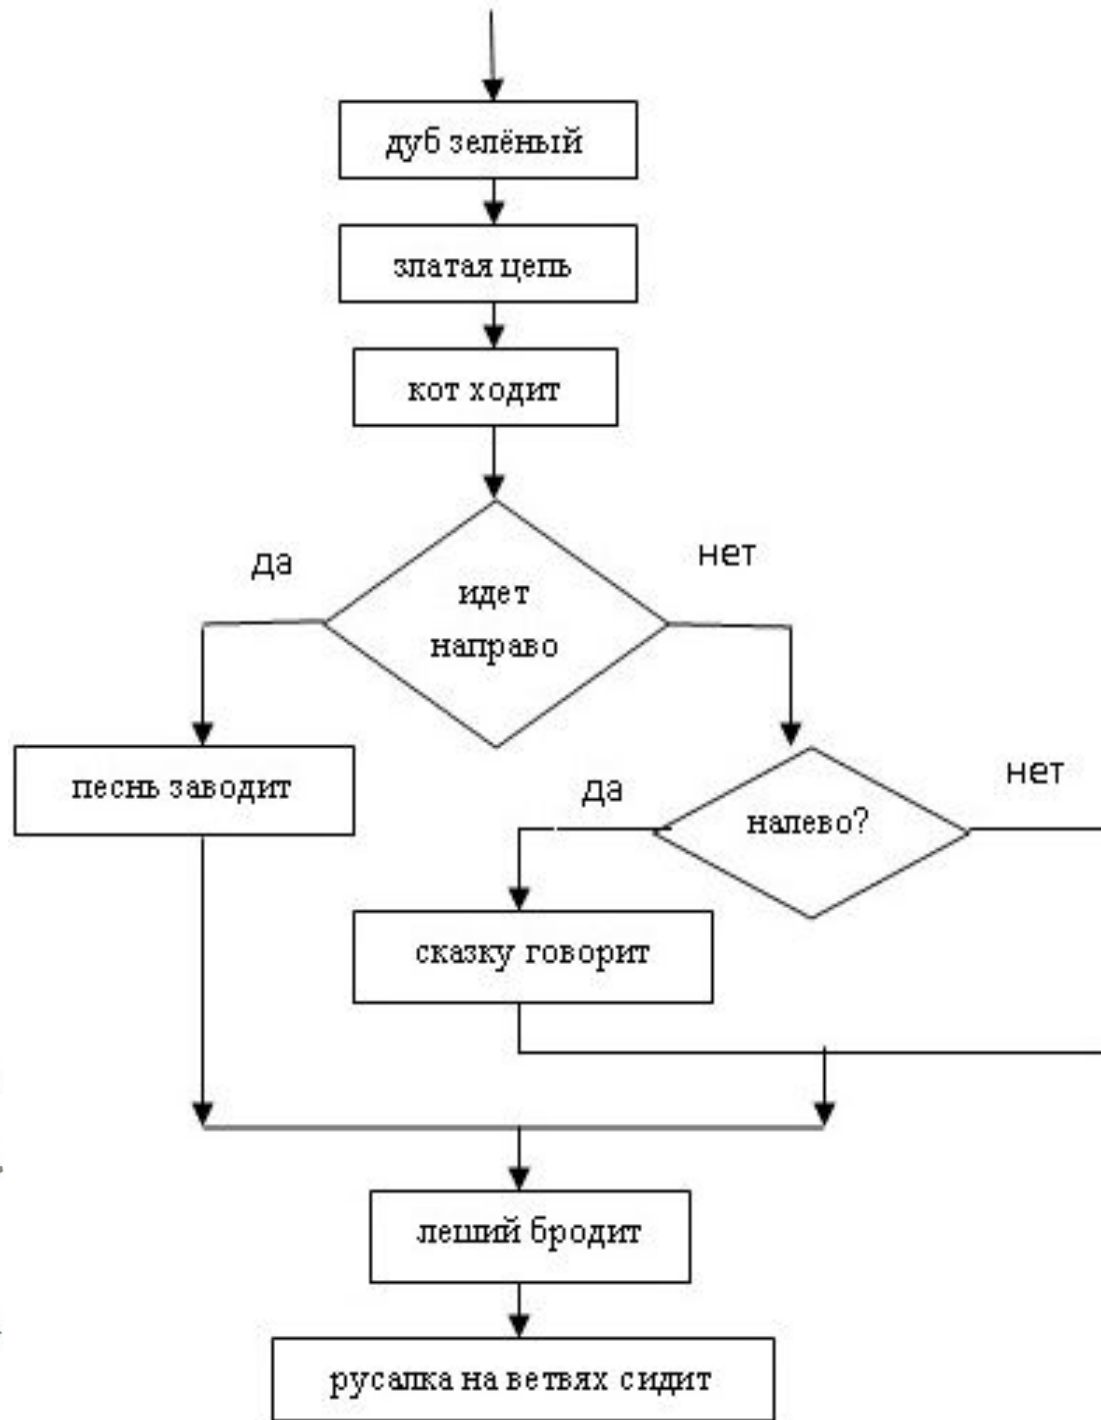 дуб зелёный
златая цепь
кот ходит
да
нет
идет
направо
песнь заводит
да
нет
налево?
сказку говорит
леший бродит
русалка на ветвях сидит